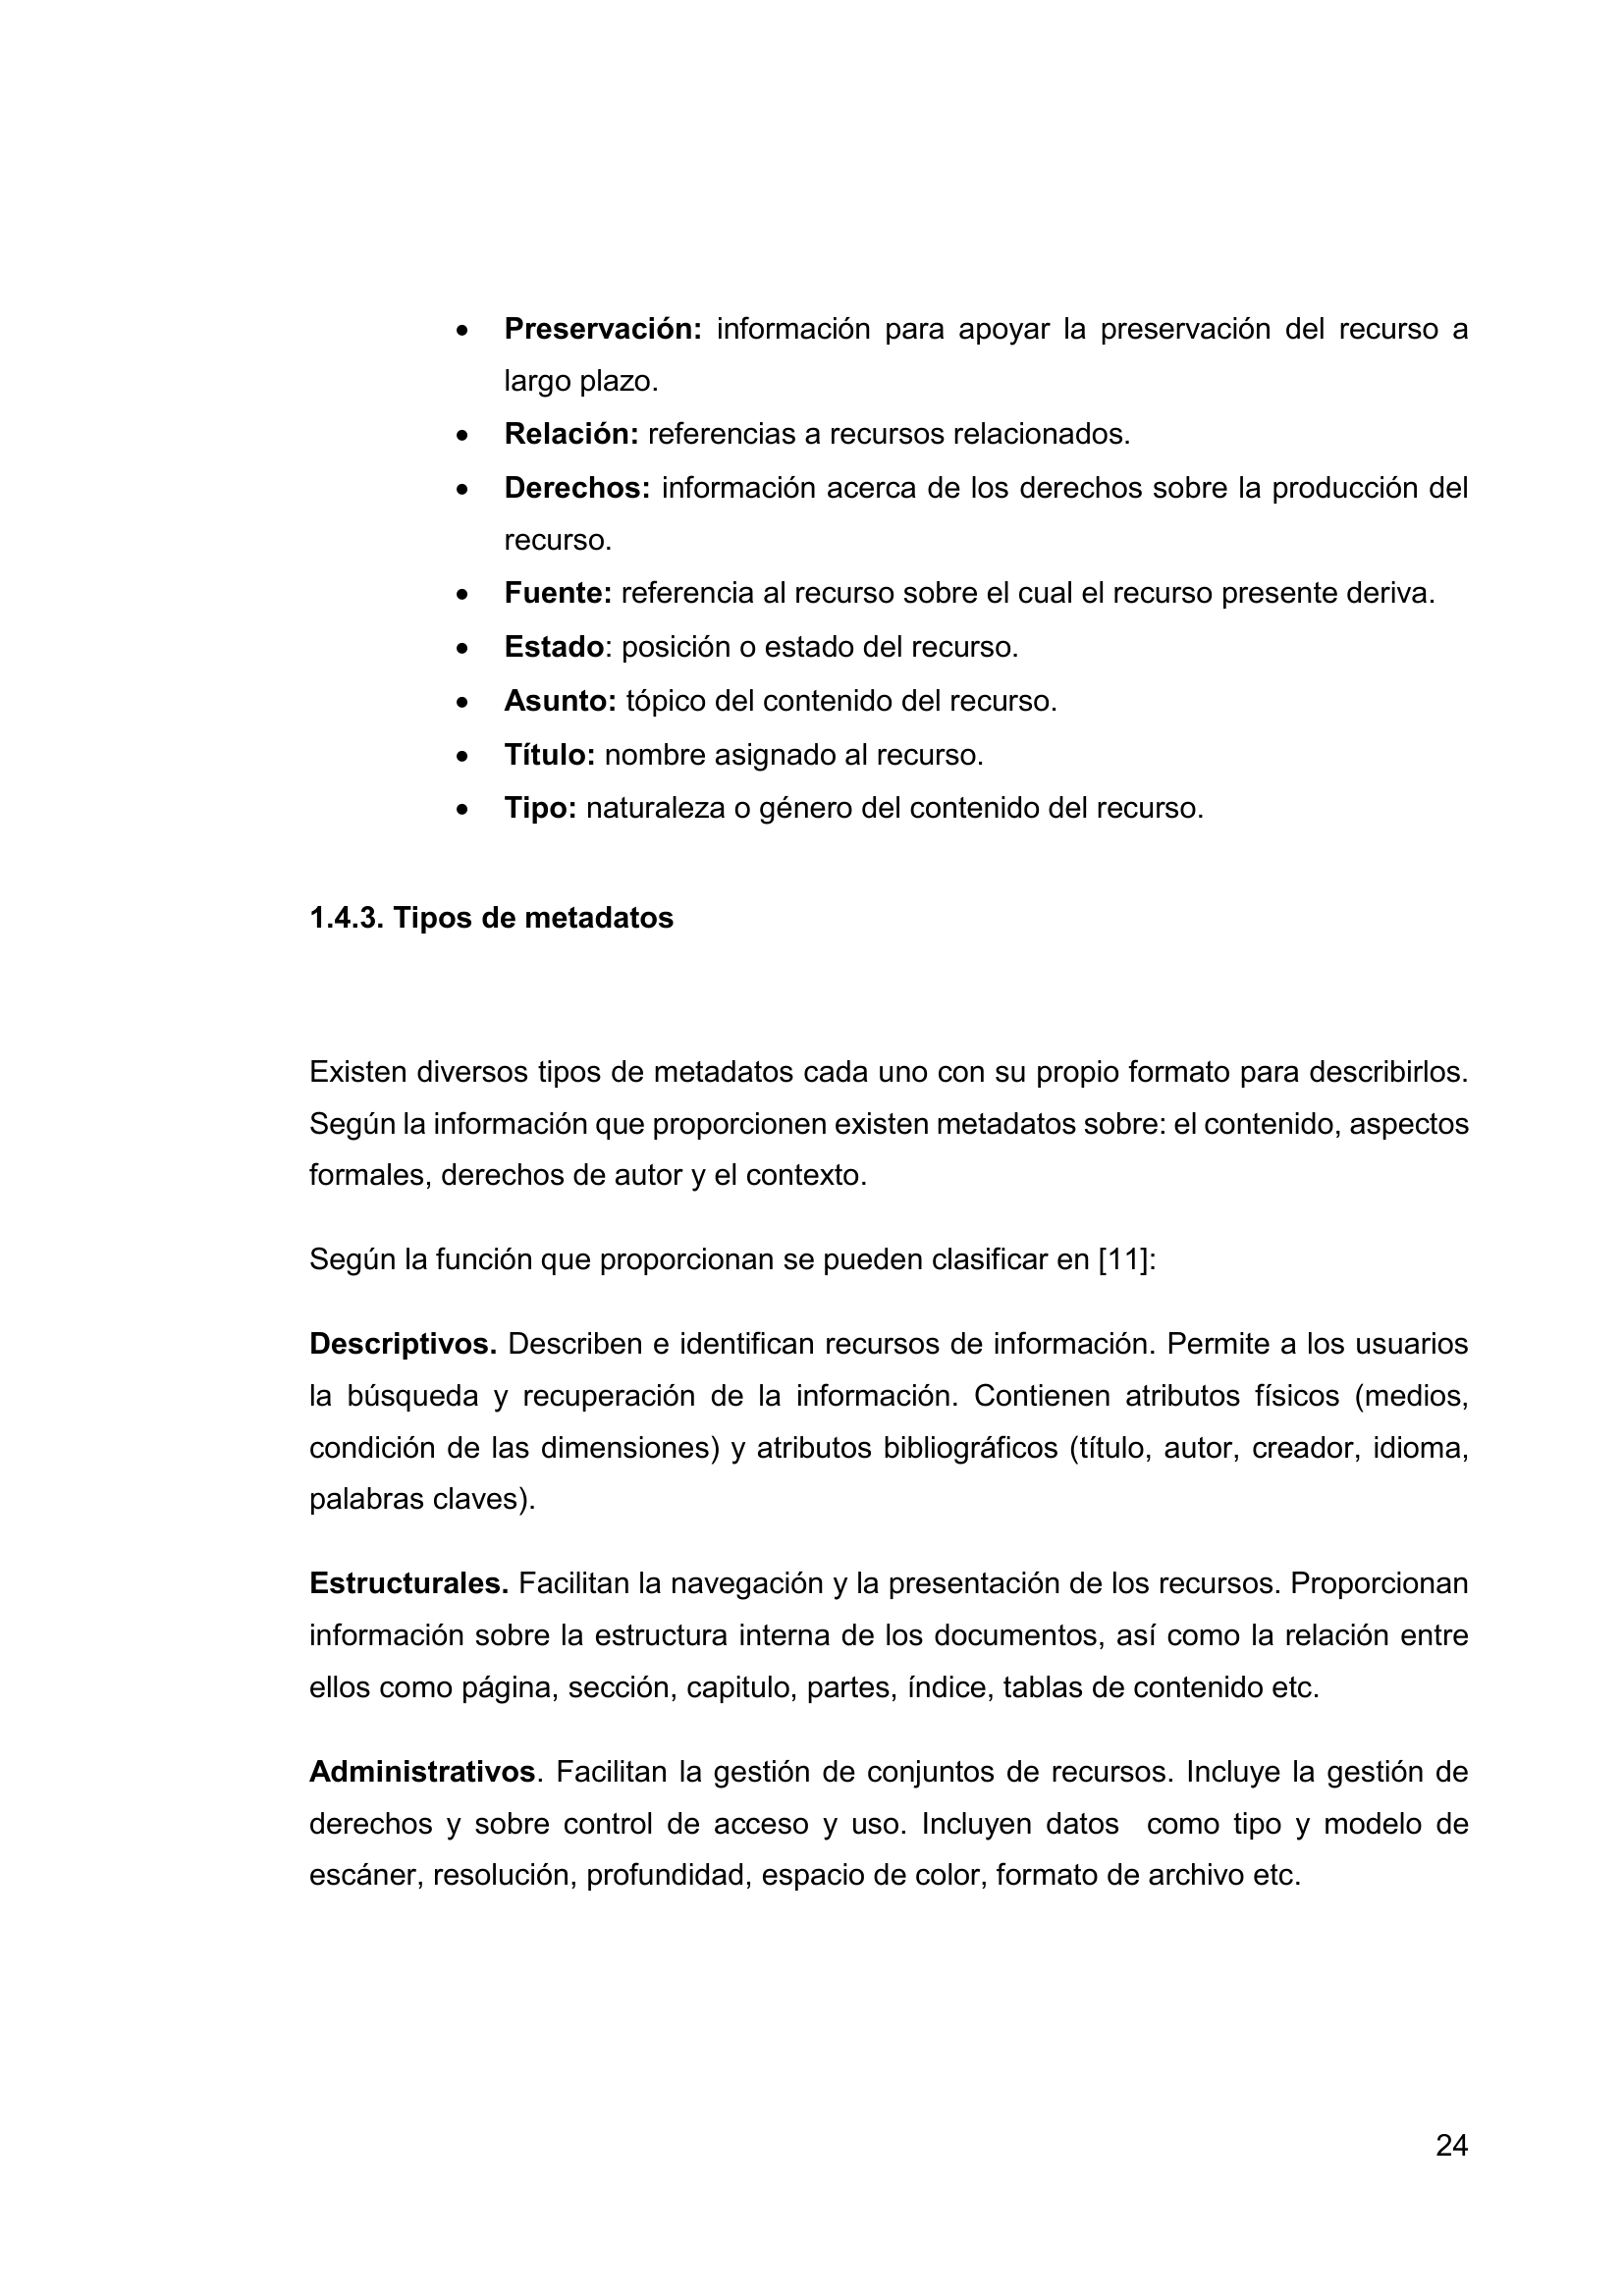 • Preservación: información para apoyar la preservación del recurso a
largo plazo.
• Relación: referencias a recursos relacionados.
• Derechos: información acerca de los derechos sobre la producción del
recurso.
• Fuente: referencia al recurso sobre el cual el recurso presente deriva.
• Estado: posición o estado del recurso.
• Asunto: tópico del contenido del recurso.
• Título: nombre asignado al recurso.
• Tipo: naturaleza o género del contenido del recurso.
1.4.3. Tipos de metadatos
Existen diversos tipos de metadatos cada uno con su propio formato para describirlos.
Según la información que proporcionen existen metadatos sobre: el contenido, aspectos
formales, derechos de autor y el contexto.
Según la función que proporcionan se pueden clasificar en [11]:
Descriptivos. Describen e identifican recursos de información. Permite a los usuarios
la búsqueda y recuperación de la información. Contienen atributos físicos (medios,
condición de las dimensiones) y atributos bibliográficos (título, autor, creador, idioma,
palabras claves).
Estructurales. Facilitan la navegación y la presentación de los recursos. Proporcionan
información sobre la estructura interna de los documentos, así como la relación entre
ellos como página, sección, capitulo, partes, índice, tablas de contenido etc.
Administrativos. Facilitan la gestión de conjuntos de recursos. Incluye la gestión de
derechos y sobre control de acceso y uso. Incluyen datos  como tipo y modelo de
escáner, resolución, profundidad, espacio de color, formato de archivo etc.
24